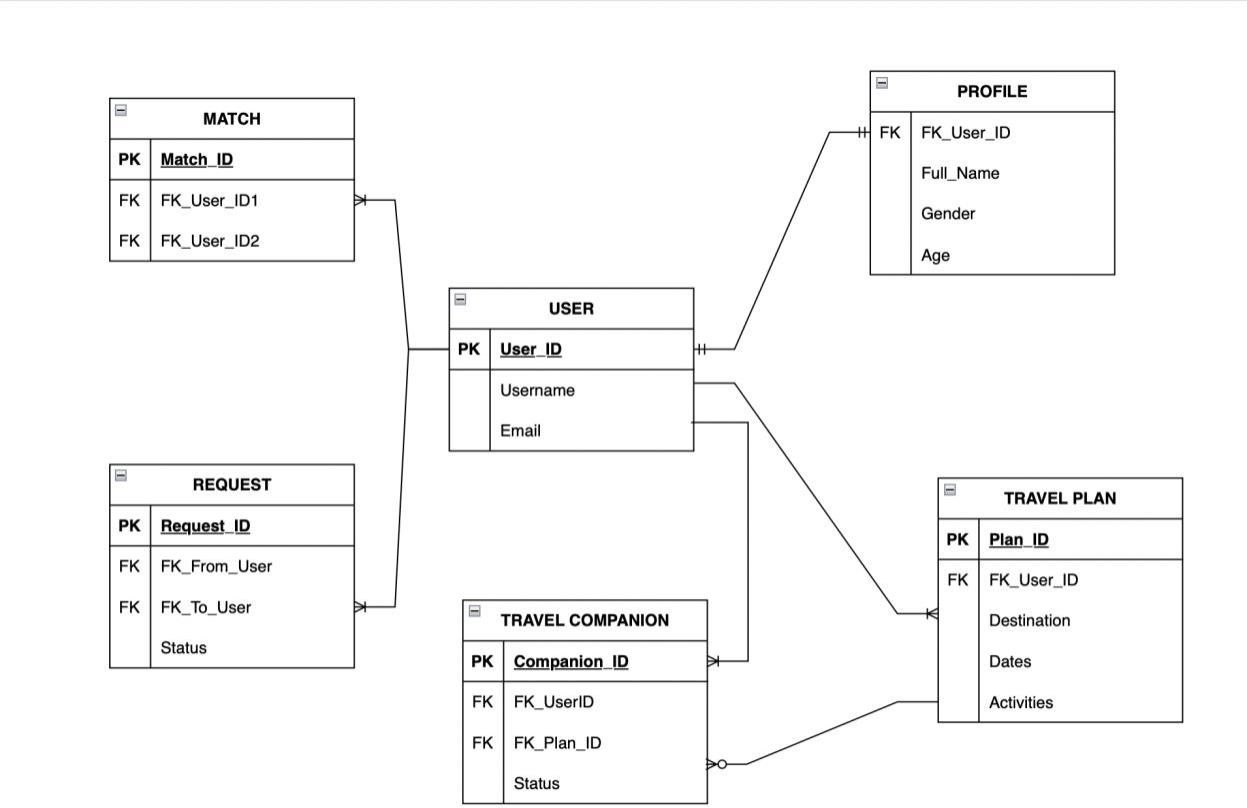 MATCH
PK Match_ID
FK FK_User_ID1
FK FK_User_ID2
PROFILE
FK FK_User_ID
Full_Name
Gender
Age
USER
PK User_ID
Username
Email
REQUEST
PK Request_ID
FK FK_From_User
FK FK_To_User
Status
TRAVEL PLAN
PK Plan_ID
FK FK_User_ID
Destination
Dates
Activities
TRAVEL COMPANION
PK Companion_ID
FK FK_UserID
FK FK_Plan_ID
Status